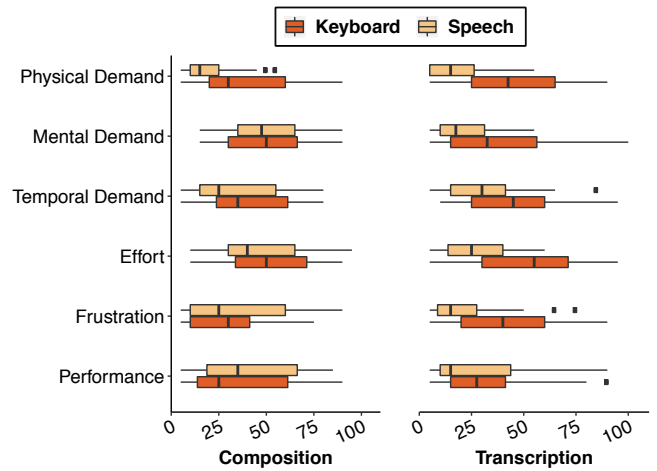 Keyboard Speech
Physical Demand
Mental Demand
Temporal Demand
Effort
Frustration
Performance
0 25 50 75 100 0 25 50 75 100
Composition Transcription